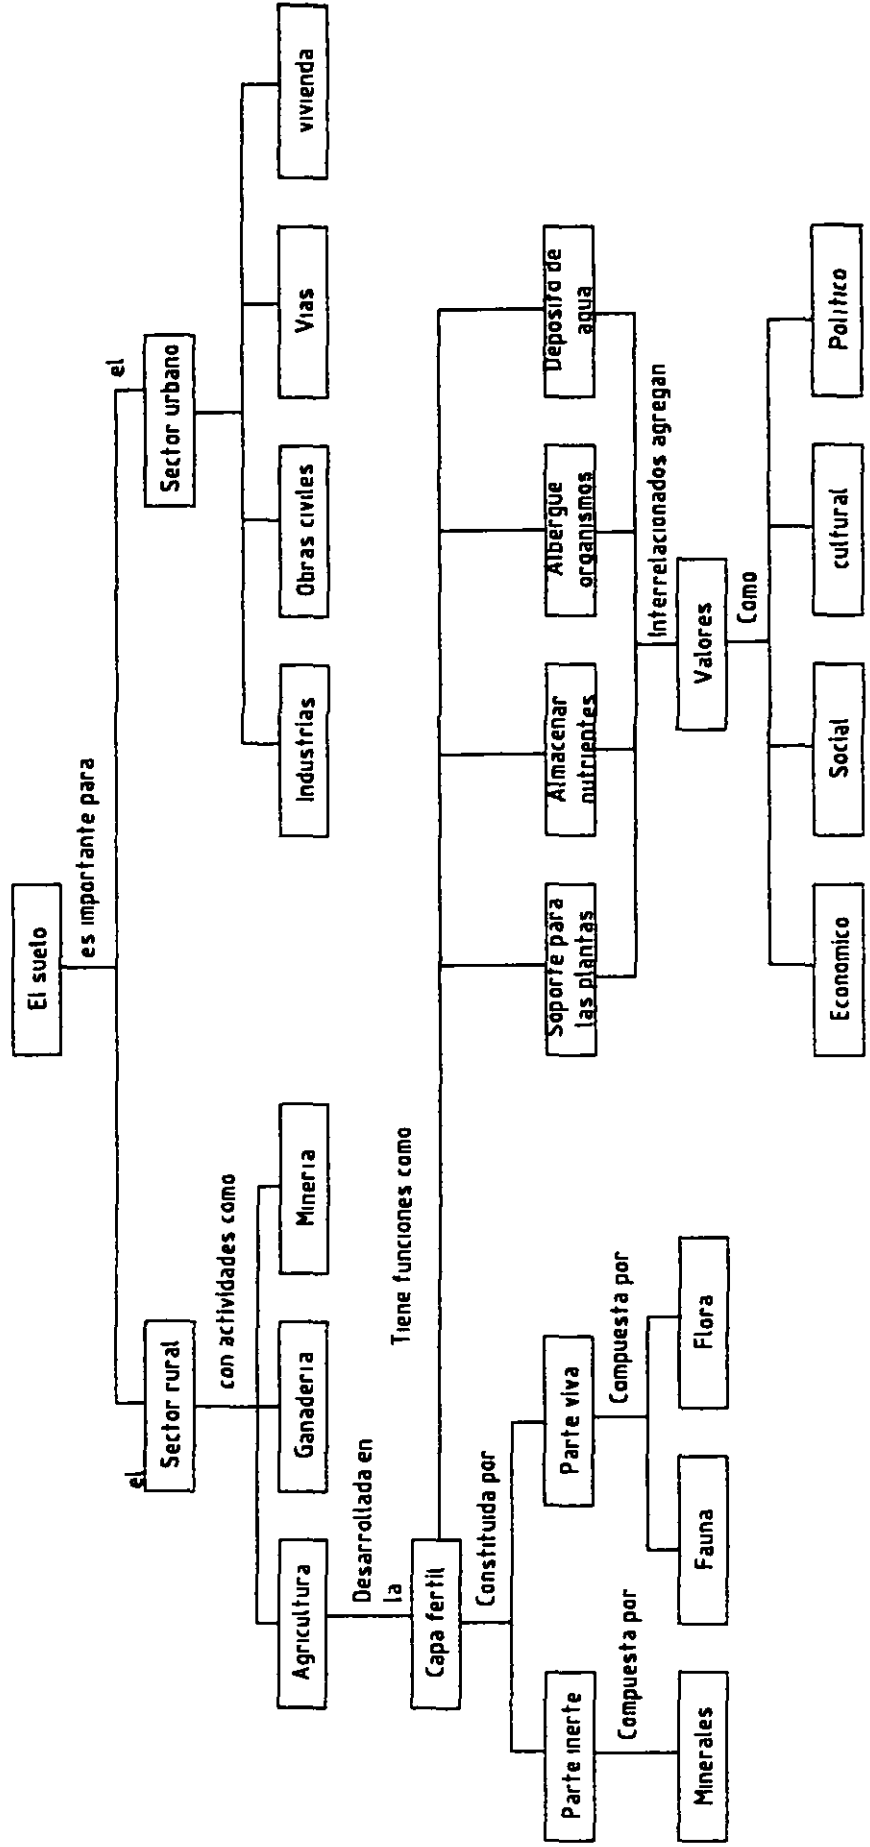 El suelo
es importante para
el
Sector rural
el
Sector urbano
con actividades como
Agricultura
Ganaderia
Mineria
Industrias
Obras civiles
Vias
vivienda
Desarrollada en
la
Capa fertil
Tiene funciones como
Constituida por
Parte inerte
Parte viva
Soporte para
las plantas
Almacenar
nutrientes
Albergue
organismos
Deposito de
agua
Compuesta por
Compuesta por
Interrelacionados agregan
Minerales
Fauna
Flora
Valores
Como
Economico
Social
cultural
Politico